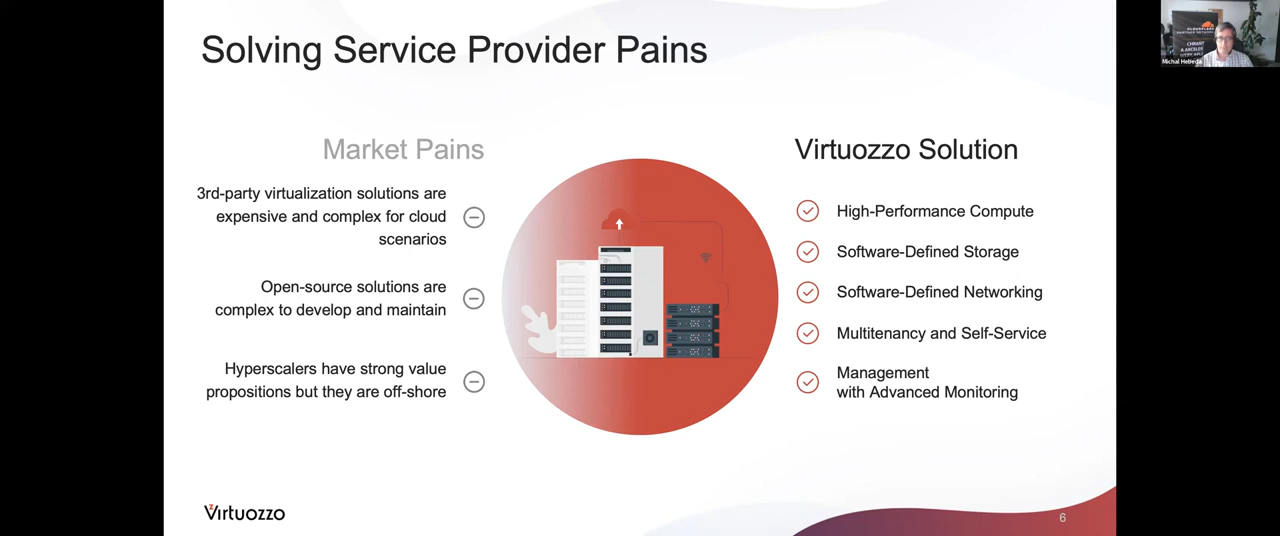 Solving Service Provider Pains
Market Pains
3rd-party virtualization solutions are
expensive and complex for cloud
scenarios
Open-source solutions are
complex to develop and maintain
Hyperscalers have strong value
propositions but they are off-shore
Virtuozzo Solution
High-Performance Compute
Software-Defined Storage
Software-Defined Networking
Multitenancy and Self-Service
Management
with Advanced Monitoring
Virtuozzo
6
CLOUDFLARE
PARTNER NETWORK
Michal